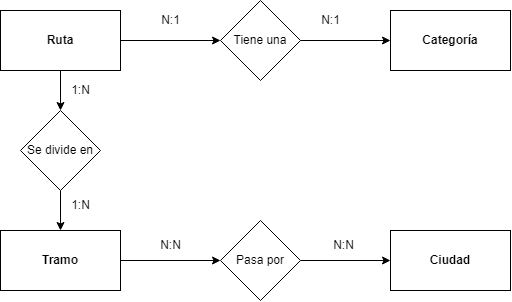 N:1
N:1
Ruta
Tiene una
Categoría
1:N
Se divide en
1:N
N:N
N:N
Tramo
Pasa por
Ciudad